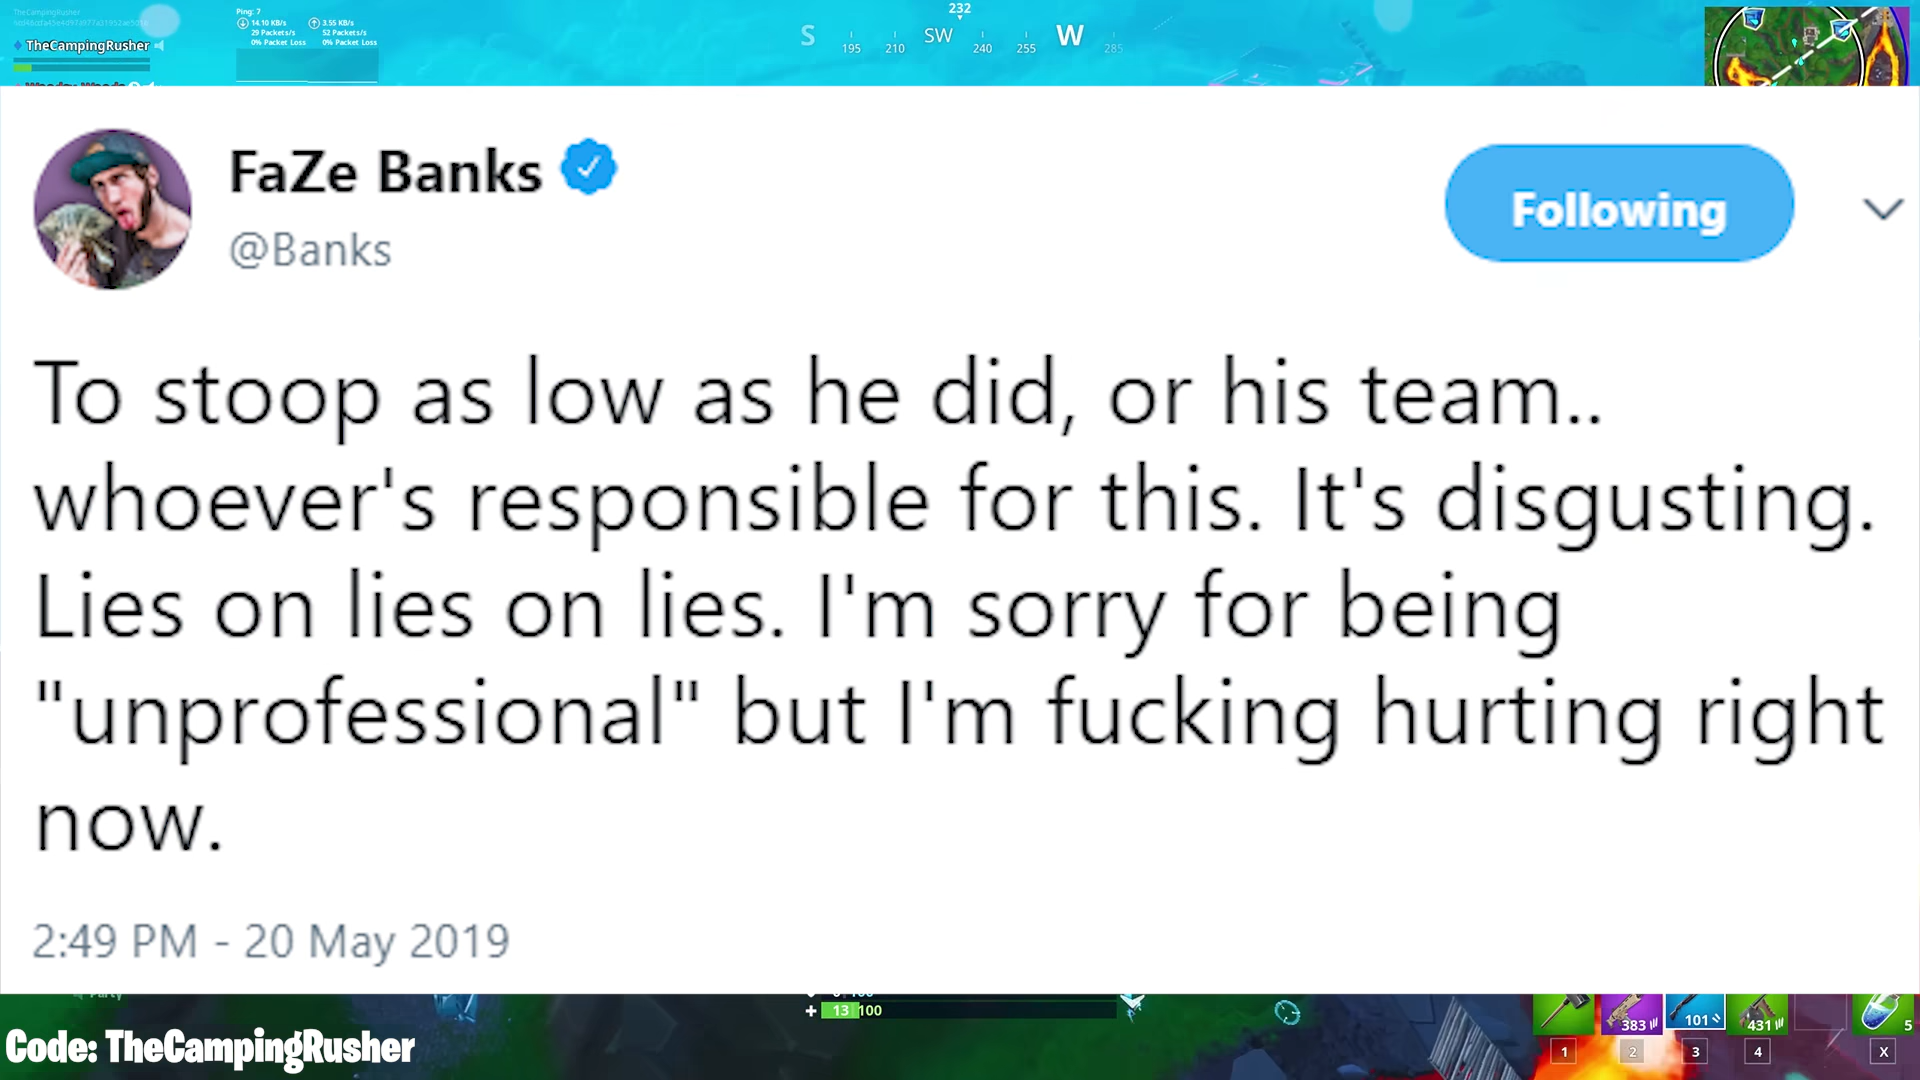 TheCampingRusher
Ping: 7
14.10 KB/s
3.55 KB/s
29 Packets/s
52 Packets/s
0% Packet Loss
0% Packet Loss
TheCampingRusher
232
S
195
210
SW
240
255
W
285
FaZe Banks
@Banks
Following
To stoop as low as he did, or his team..
whoever's responsible for this. It's disgusting.
Lies on lies on lies. I'm sorry for being
"unprofessional" but I'm fucking hurting right
now.
2:49 PM - 20 May 2019
Party
+ 13 100
383
101
431
5
1
2
3
4
X
Code: TheCampingRusher